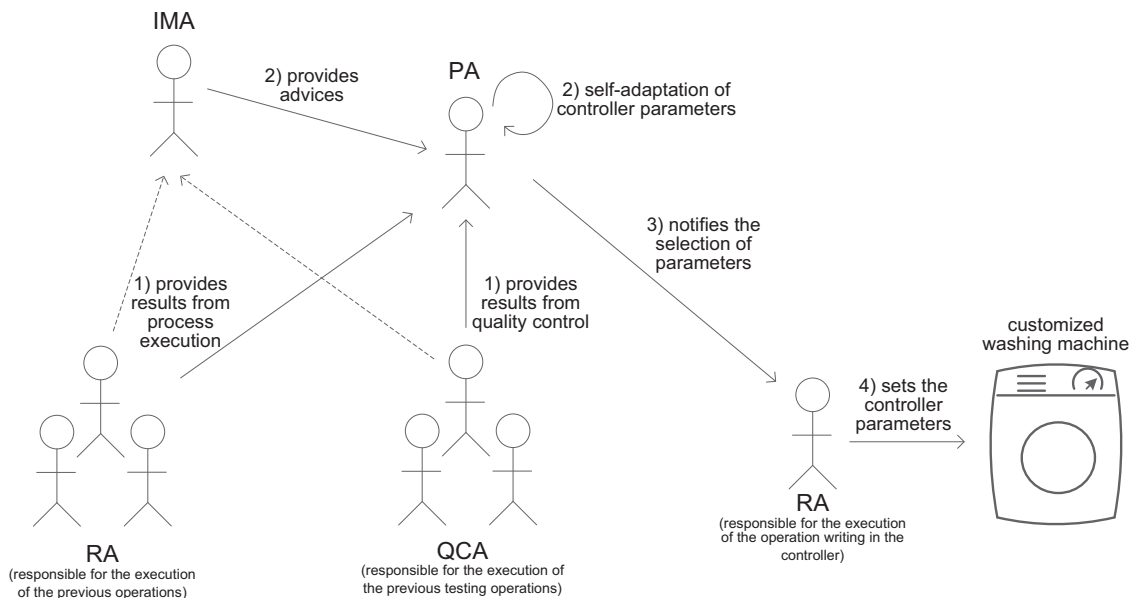 IMA
2) provides
advices
PA
2) self-adaptation of
controller parameters
3) notifies the
selection of
parameters
1) provides
results from
process
execution
1) provides
results from
quality control
customized
washing machine
4) sets the
controller
parameters
RA
(responsible for the execution
of the previous operations)
QCA
(responsible for the execution of
the previous testing operations)
RA
(responsible for the execution
of the operation writing in the
controller)